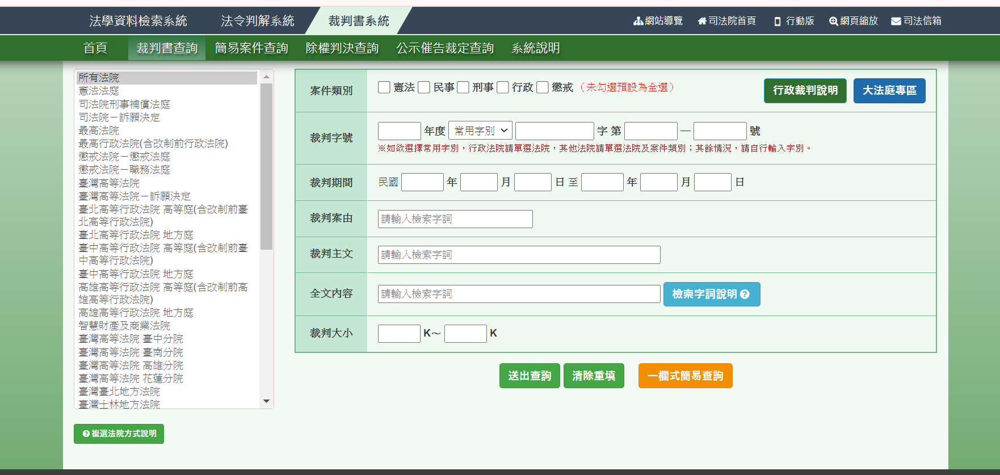 法學資料檢索系統 法令判解系統 裁判書系統 網站導覽 司法院首頁 行動版 網頁縮放 司法信箱
首頁 裁判書查詢 簡易案件查詢 除權判決查詢 公示催告裁定查詢 系統說明
所有法院
憲法法庭
司法院刑事補償法庭
司法院－訴願決定
最高法院
最高行政法院(含改制前行政法院)
懲戒法院－懲戒法庭
懲戒法院－職務法庭
臺灣高等法院
臺灣高等法院－訴願決定
臺北高等行政法院 高等庭(含改制前臺
北高等行政法院)
臺北高等行政法院 地方庭
臺中高等行政法院 高等庭(含改制前臺
中高等行政法院)
臺中高等行政法院 地方庭
高雄高等行政法院 高等庭(含改制前高
雄高等行政法院)
高雄高等行政法院 地方庭
智慧財產及商業法院
臺灣高等法院 臺中分院
臺灣高等法院 臺南分院
臺灣高等法院 高雄分院
臺灣高等法院 花蓮分院
臺灣臺北地方法院
臺灣士林地方法院
複選法院方式說明
案件類別 憲法 民事 刑事 行政 懲戒 （未勾選預設為全選） 行政裁判說明 大法庭專區
裁判字號 年度 常用字別 字 第 — 號
※如欲選擇常用字別，行政法院請單選法院，其他法院請單選法院及案件類別；其餘情況，請自行輸入字別。
裁判期間 民國 年 月 日 至 年 月 日
裁判案由 請輸入檢索字詞
裁判主文 請輸入檢索字詞
全文內容 請輸入檢索字詞 檢索字詞說明
裁判大小 K～ K
送出查詢 清除重填 一欄式簡易查詢